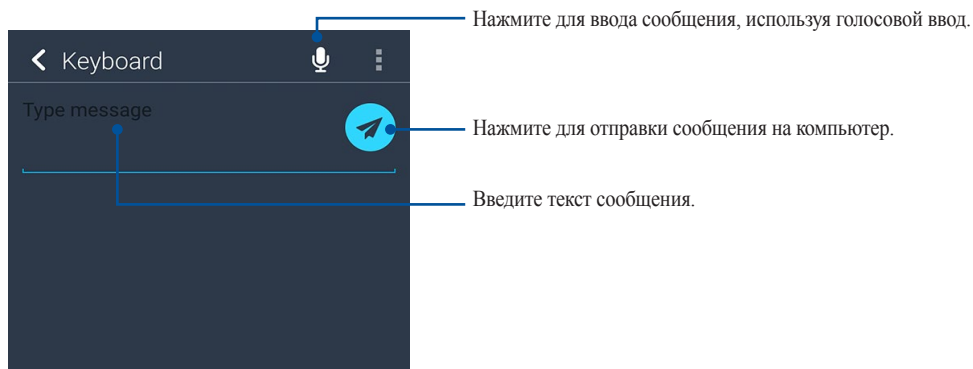 Нажмите для ввода сообщения, используя голосовой ввод.
Keyboard
Type message
Нажмите для отправки сообщения на компьютер.
Введите текст сообщения.